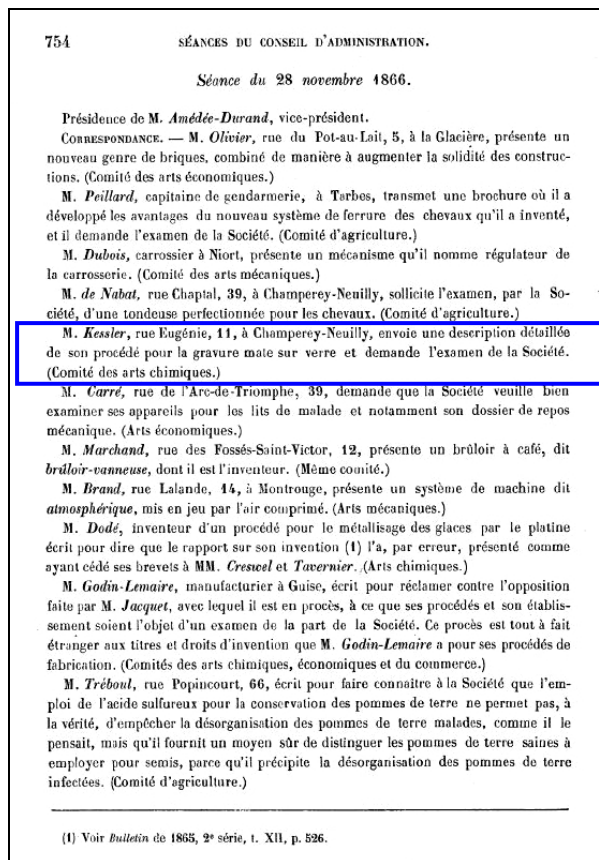 754 SÉANCES DU CONSEIL D'ADMINISTRATION.
Séance du 28 novembre 1866.
Présidence de M. Amédée-Durand, vice-président.
CORRESPONDANCE. — M. Olivier, rue du Pot-au-Lait, 5, à la Glacière, présente un
nouveau genre de briques, combiné de manière à augmenter la solidité des construc-
tions. (Comité des arts économiques.)
M. Peillard, capitaine de gendarmerie, à Tarbes, transmet une brochure où il a
développé les avantages du nouveau système de ferrure des chevaux qu'il a inventé,
et il demande l'examen de la Société. (Comité d'agriculture.)
M. Dubois, carrossier à Niort, présente un mécanisme qu'il nomme régulateur de
la carrosserie. (Comité des arts mécaniques.)
M. de Nabat, rue Chaptal, 39, à Champerey-Neuilly, sollicite l'examen, par la So-
ciété, d'une tondeuse perfectionnée pour les chevaux. (Comité d'agriculture.)
M. Kessler, rue Eugénie, 11, à Champerey-Neuilly, envoie une description détaillée
de son procédé pour la gravure mate sur verre et demande l'examen de la Société.
(Comité des arts chimiques.)
M. Carré, rue de l'Arc-de-Triomphe, 39, demande que la Société veuille bien
examiner ses appareils pour les lits de malade et notamment son dossier de repos
mécanique. (Arts économiques.)
M. Marchand, rue des Fossés-Saint-Victor, 12, présente un brûloir à café, dit
brûloir-vanneuse, dont il est l'inventeur. (Même comité.)
M. Brand, rue Lalande, 14, à Montrouge, présente un système de machine dit
atmosphérique, mis en jeu par l'air comprimé. (Arts mécaniques.)
M. Dodé, inventeur d'un procédé pour le métallisage des glaces par le platine
écrit pour dire que le rapport sur son invention (1) l'a, par erreur, présenté comme
ayant cédé ses brevets à MM. Creswel et Tavernier. (Arts chimiques.)
M. Godin-Lemaire, manufacturier à Guise, écrit pour réclamer contre l'opposition
faite par M. Jacquet, avec lequel il est en procès, à ce que ses procédés et son établis-
sement soient l'objet d'un examen de la part de la Société. Ce procès est tout à fait
étranger aux titres et droits d'invention que M. Godin-Lemaire a pour ses procédés de
fabrication. (Comités des arts chimiques, économiques et du commerce.)
M. Tréboul, rue Popincourt, 66, écrit pour faire connaître à la Société que l'em-
ploi de l'acide sulfureux pour la conservation des pommes de terre ne permet pas, à
la vérité, d'empêcher la désorganisation des pommes de terre malades, comme il le
pensait, mais qu'il fournit un moyen sûr de distinguer les pommes de terre saines à
employer pour semis, parce qu'il précipite la désorganisation des pommes de terre
infectées. (Comité d'agriculture.)
(1) Voir Bulletin de 1865, 2e série, t. XII, p. 526.